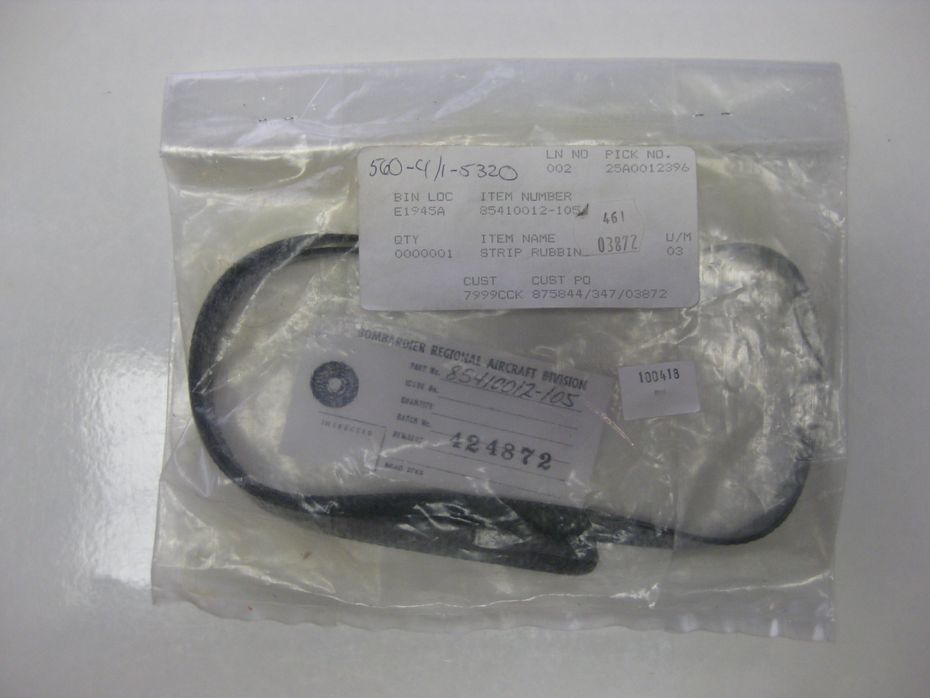 560-4/1-5320
LN NO PICK NO.
002 25A0012396
BIN LOC ITEM NUMBER
E1945A 85410012-105
461
QTY ITEM NAME U/M
0000001 STRIP RUBBIN 03872 03
CUST CUST PO
7999CCK 875844/347/03872
BOMBARDIER REGIONAL AIRCRAFT DIVISION
PART No. 85410012-105
ISSUE No.
QUANTITY
BATCH No.
424872
INSPECTED
100418